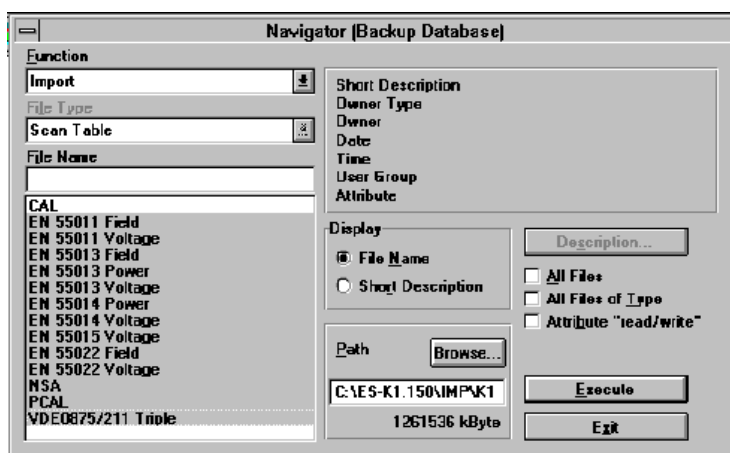 Navigator (Backup Database)
Function
Import
File Type
Scan Table
File Name
CAL
EN 55011 Field
EN 55011 Voltage
EN 55013 Field
EN 55013 Power
EN 55013 Voltage
EN 55014 Power
EN 55014 Voltage
EN 55015 Voltage
EN 55022 Field
EN 55022 Voltage
NSA
PCAL
VDE0875/211 Triple
Short Description
Owner Type
Owner
Date
Time
User Group
Attribute
Display
File Name
Short Description
Description...
All Files
All Files of Type
Attribute "read/write"
Path
Browse...
C:\ES-K1.150\IMP\K1
1261536 kByte
Execute
Exit